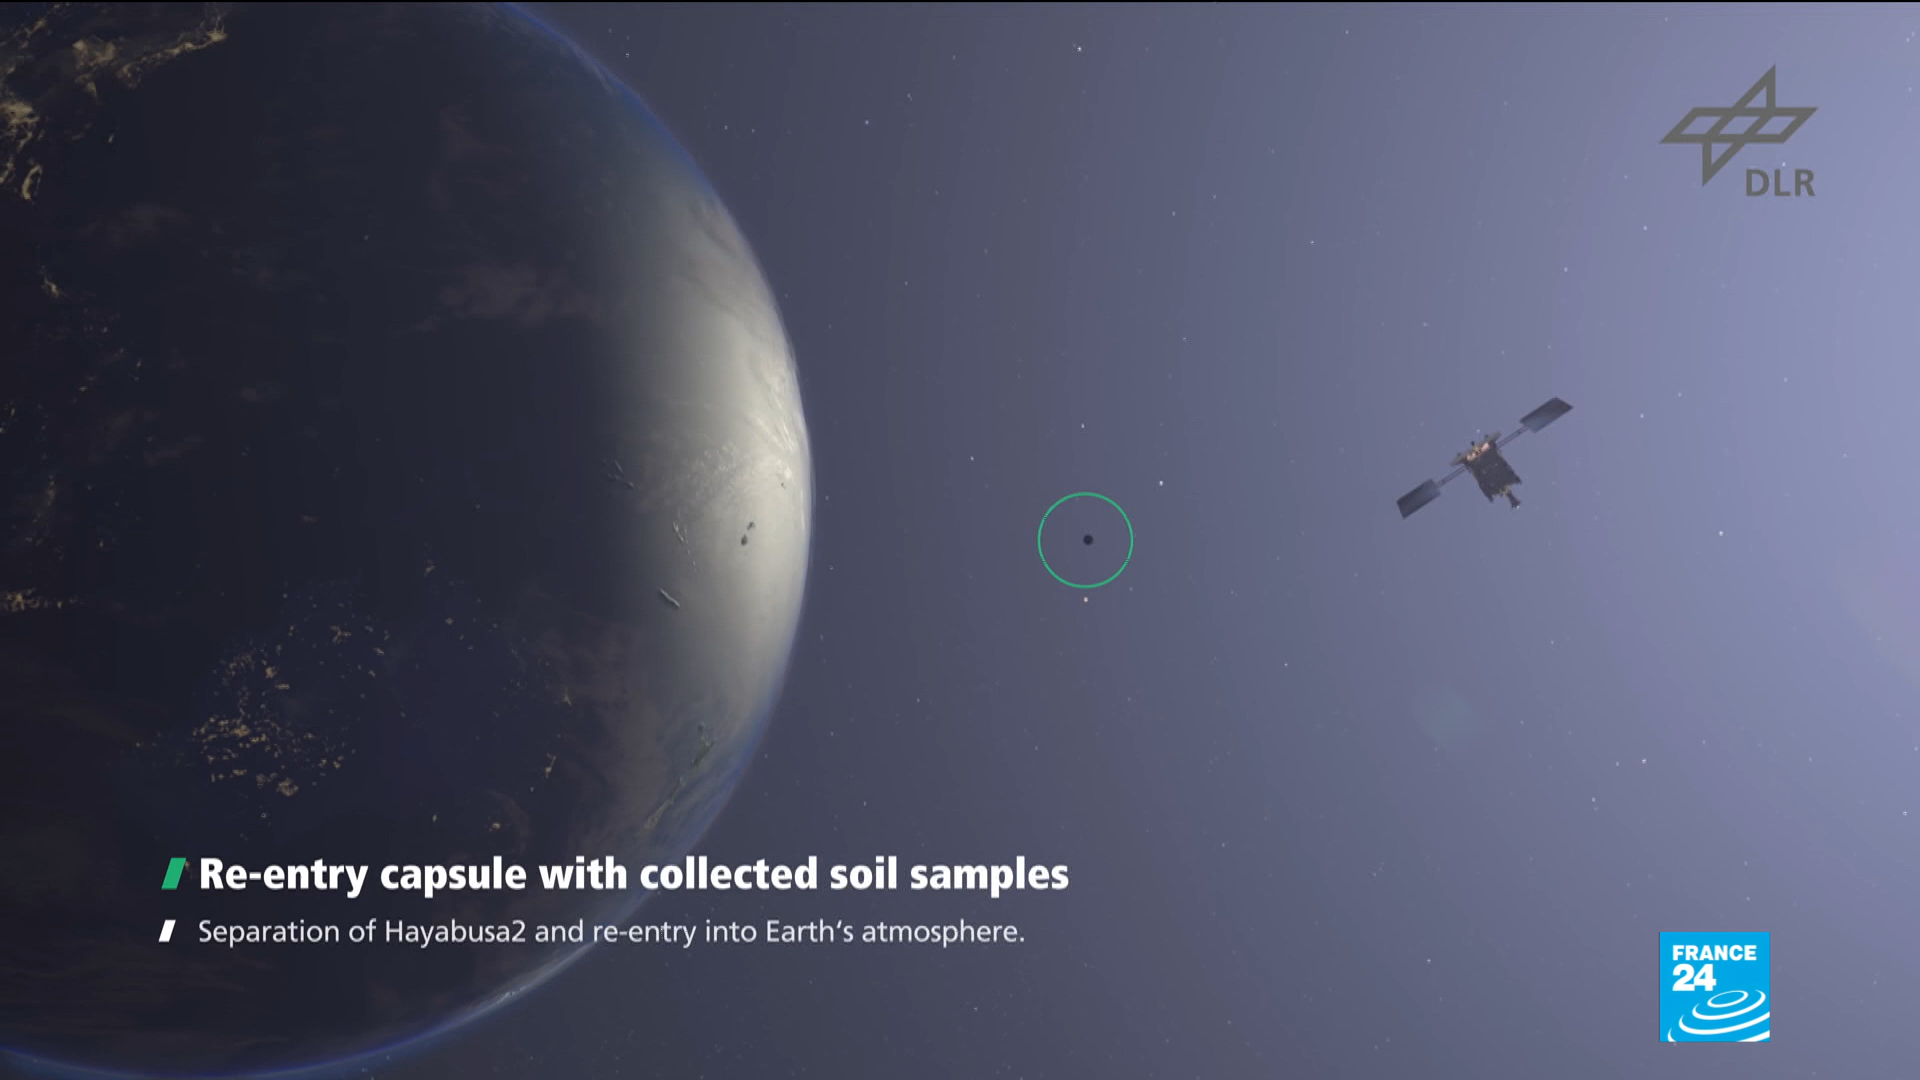 DLR
Re-entry capsule with collected soil samples
Separation of Hayabusa2 and re-entry into Earth‘s atmosphere.
FRANCE
24